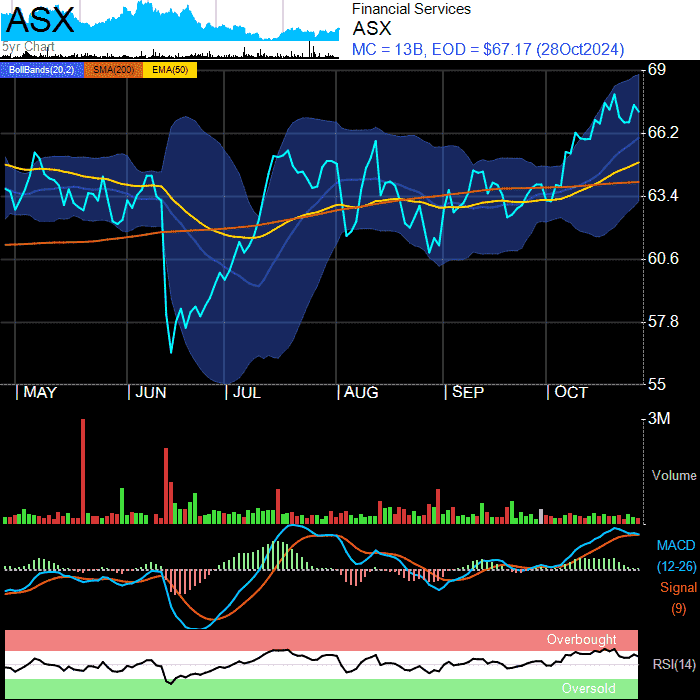 ASX
5yr Chart
Financial Services
ASX
MC = 13B, EOD = $67.17 (28Oct2024)
BollBands(20,2) SMA(200) EMA(50)
69
66.2
63.4
60.6
57.8
55
MAY JUN JUL AUG SEP OCT
3M
Volume
MACD
(12-26)
Signal
(9)
Overbought
RSI(14)
Oversold